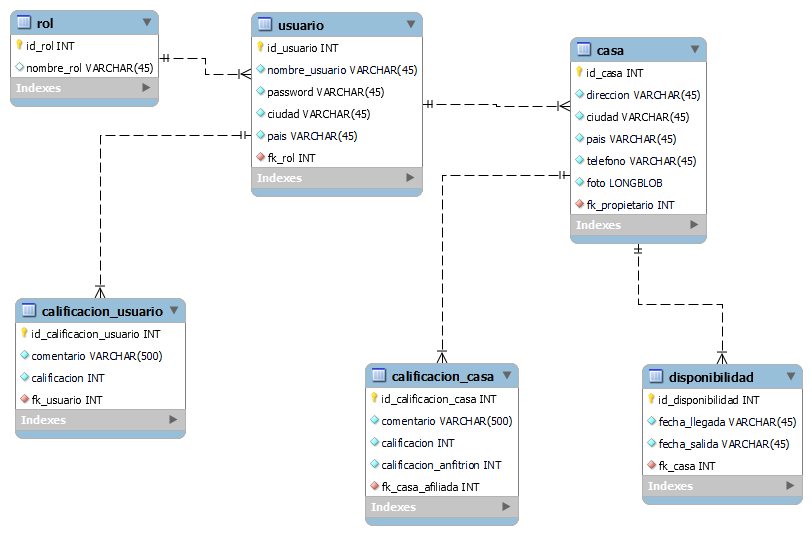 rol
id_rol INT
nombre_rol VARCHAR(45)
Indexes
usuario
id_usuario INT
nombre_usuario VARCHAR(45)
password VARCHAR(45)
ciudad VARCHAR(45)
pais VARCHAR(45)
fk_rol INT
Indexes
casa
id_casa INT
direccion VARCHAR(45)
ciudad VARCHAR(45)
pais VARCHAR(45)
telefono VARCHAR(45)
foto LONGBLOB
fk_propietario INT
Indexes
calificacion_usuario
id_calificacion_usuario INT
comentario VARCHAR(500)
calificacion INT
fk_usuario INT
Indexes
calificacion_casa
id_calificacion_casa INT
comentario VARCHAR(500)
calificacion INT
calificacion_anfitrion INT
fk_casa_afiliada INT
Indexes
disponibilidad
id_disponibilidad INT
fecha_llegada VARCHAR(45)
fecha_salida VARCHAR(45)
fk_casa INT
Indexes